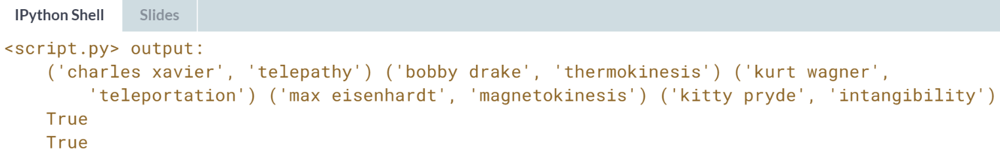 IPython Shell Slides
<script.py> output:
('charles xavier', 'telepathy') ('bobby drake', 'thermokinesis') ('kurt wagner',
'teleportation') ('max eisenhardt', 'magnetokinesis') ('kitty pryde', 'intangibility')
True
True